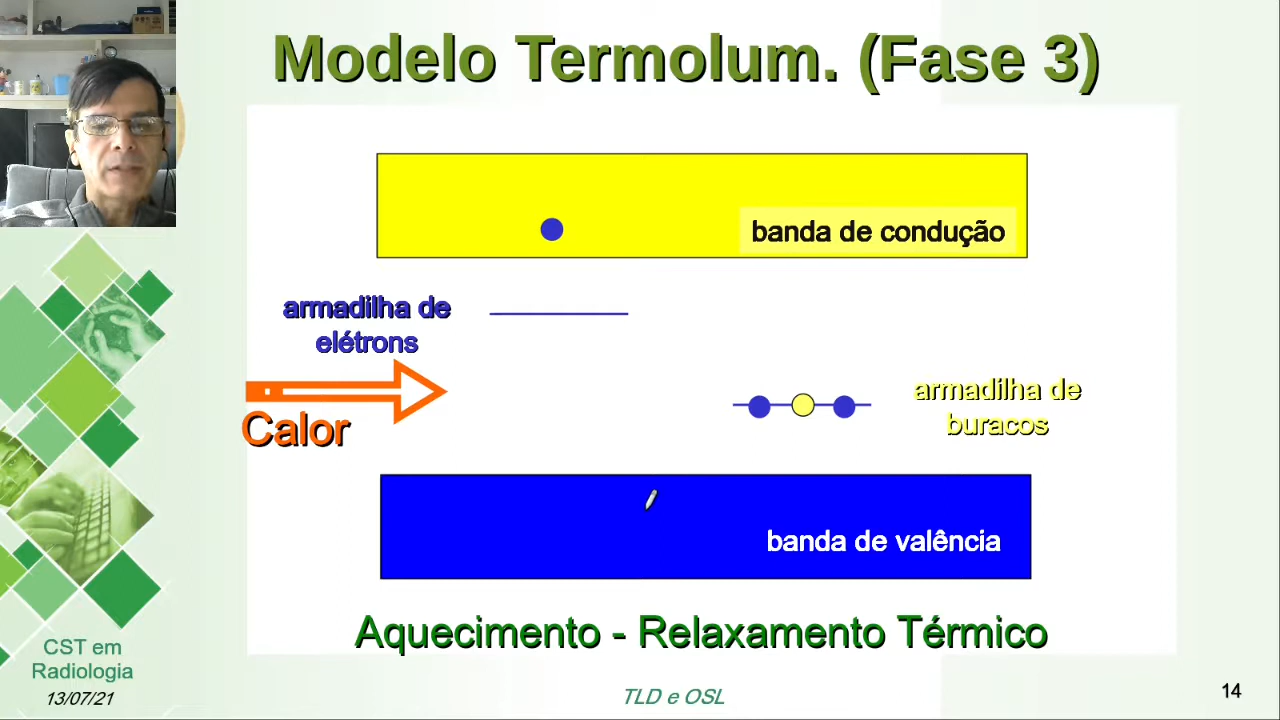 Modelo Termolum. (Fase 3)
banda de condução
armadilha de
elétrons
Calor
armadilha de
buracos
banda de valência
Aquecimento - Relaxamento Térmico
CST em
Radiologia
13/07/21
TLD e OSL
14